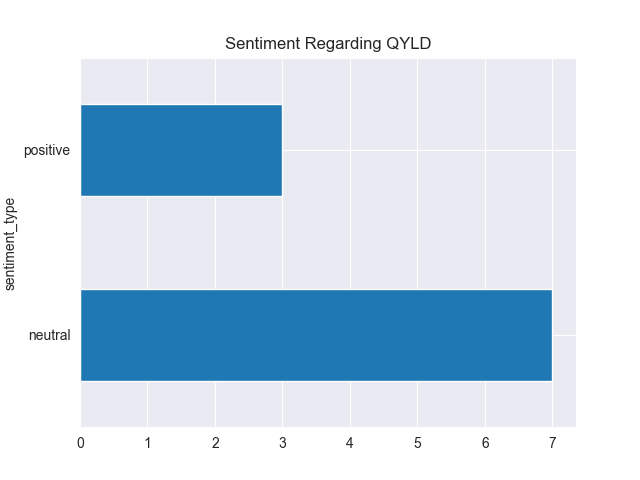 Sentiment Regarding QYLD
positive
sentiment_type
neutral
0 1 2 3 4 5 6 7